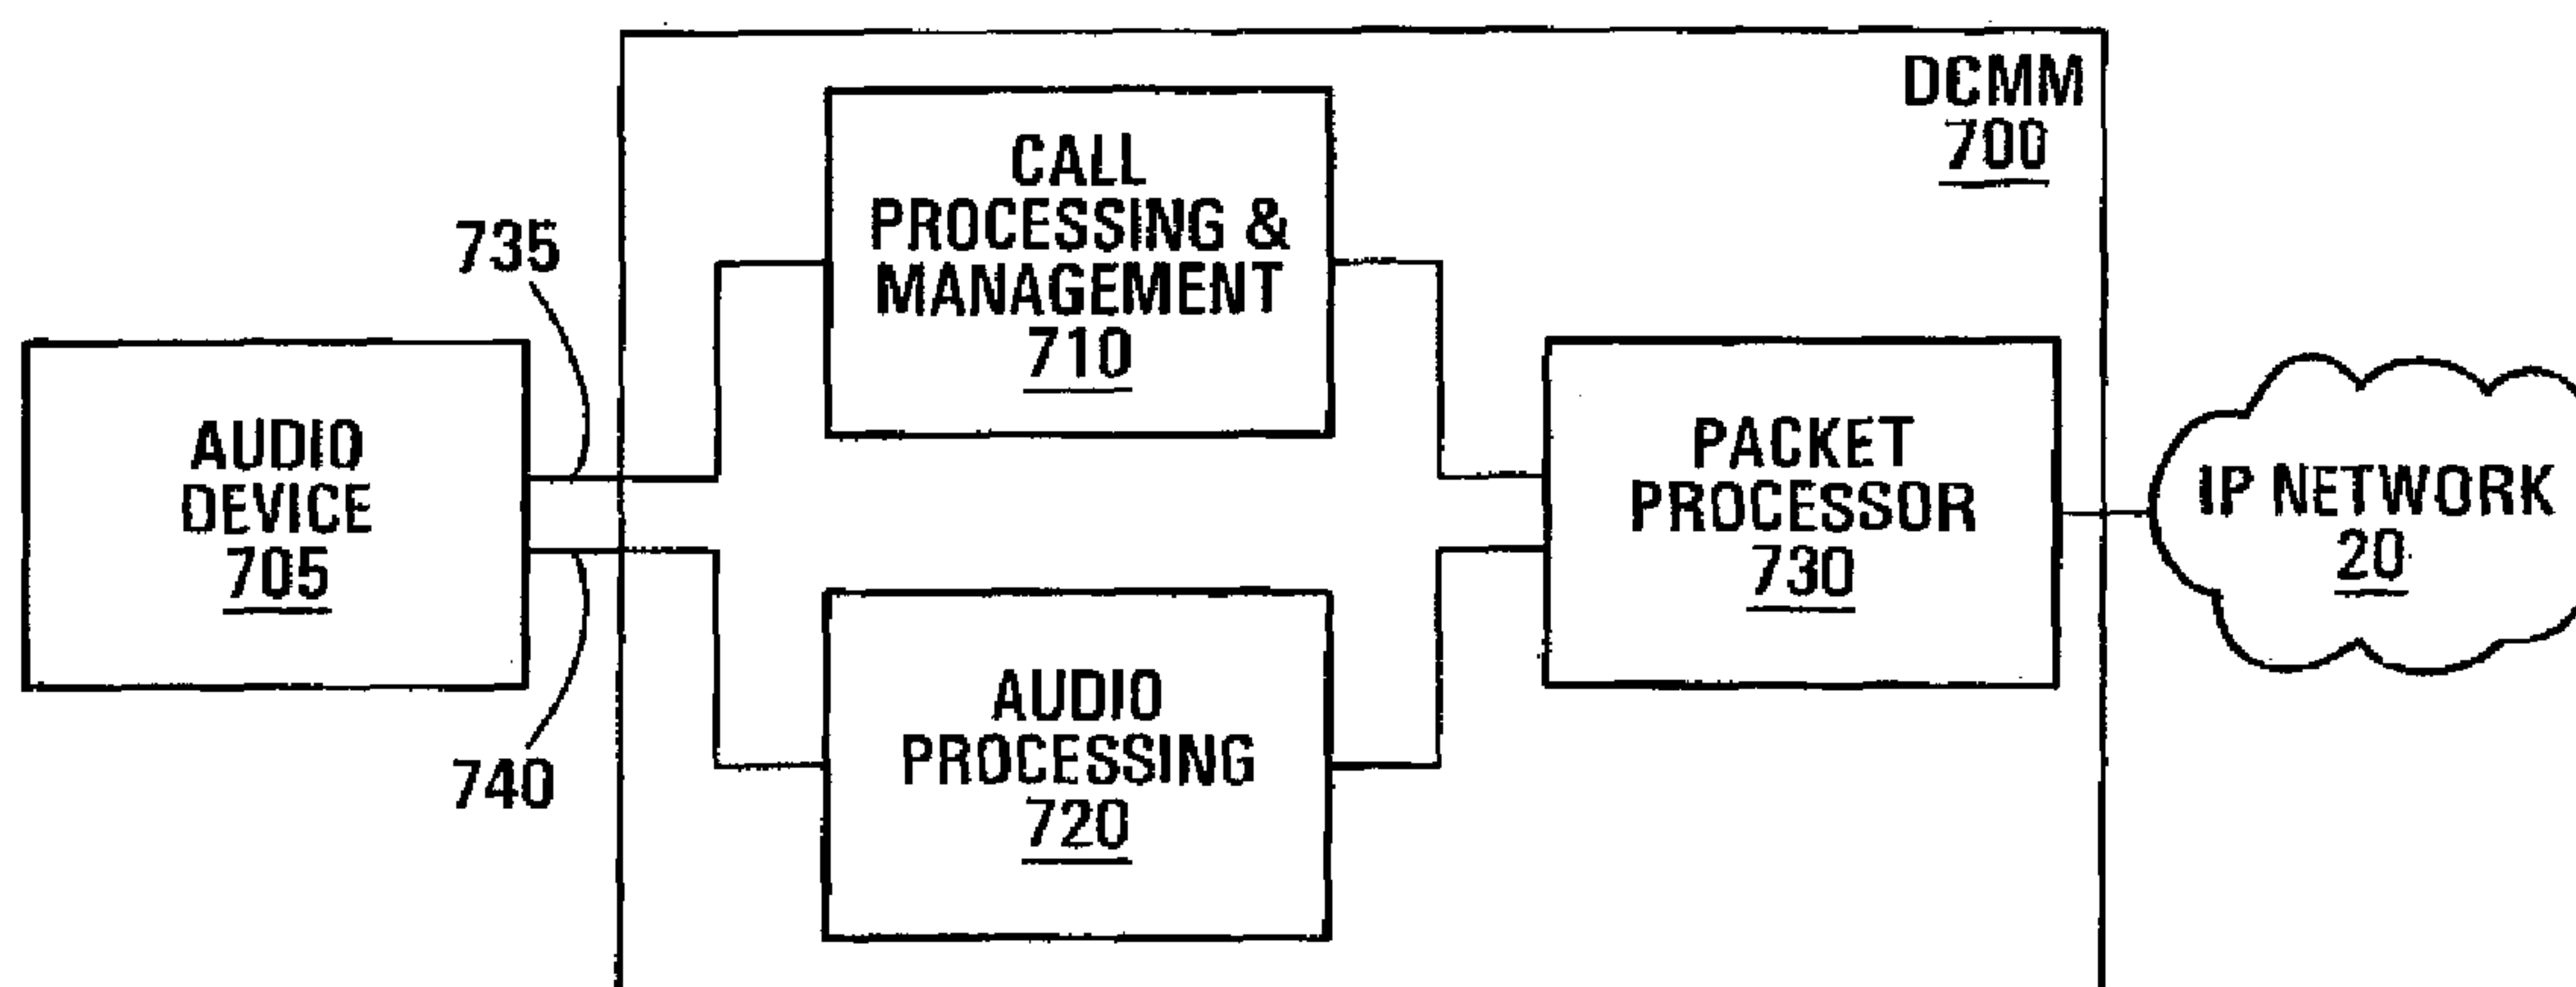 DCMM
700
CALL
PROCESSING &
MANAGEMENT
710
735
AUDIO
DEVICE
705
PACKET
PROCESSOR
730
IP NETWORK
20
740
AUDIO
PROCESSING
720